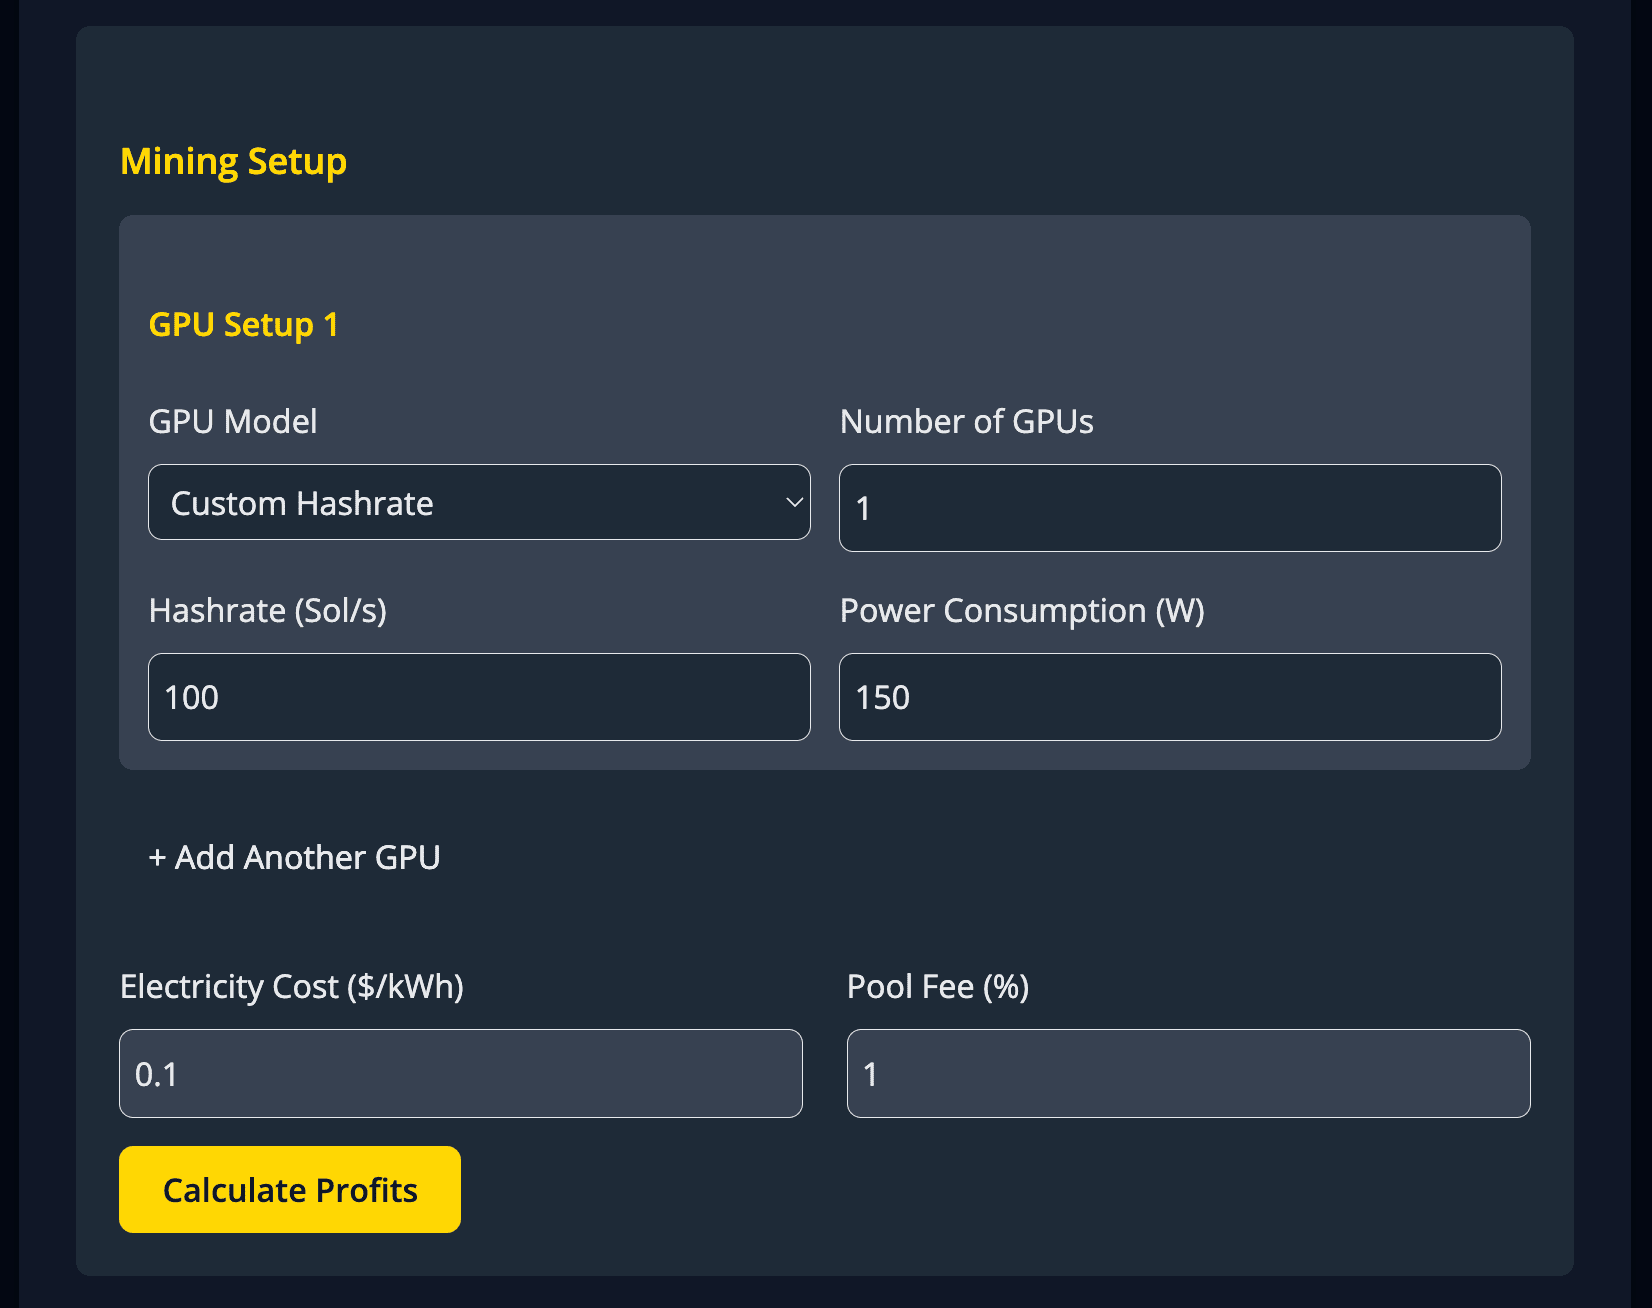 Mining Setup
GPU Setup 1
GPU Model
Number of GPUs
Custom Hashrate
1
Hashrate (Sol/s)
Power Consumption (W)
100
150
+ Add Another GPU
Electricity Cost ($/kWh)
Pool Fee (%)
0.1
1
Calculate Profits